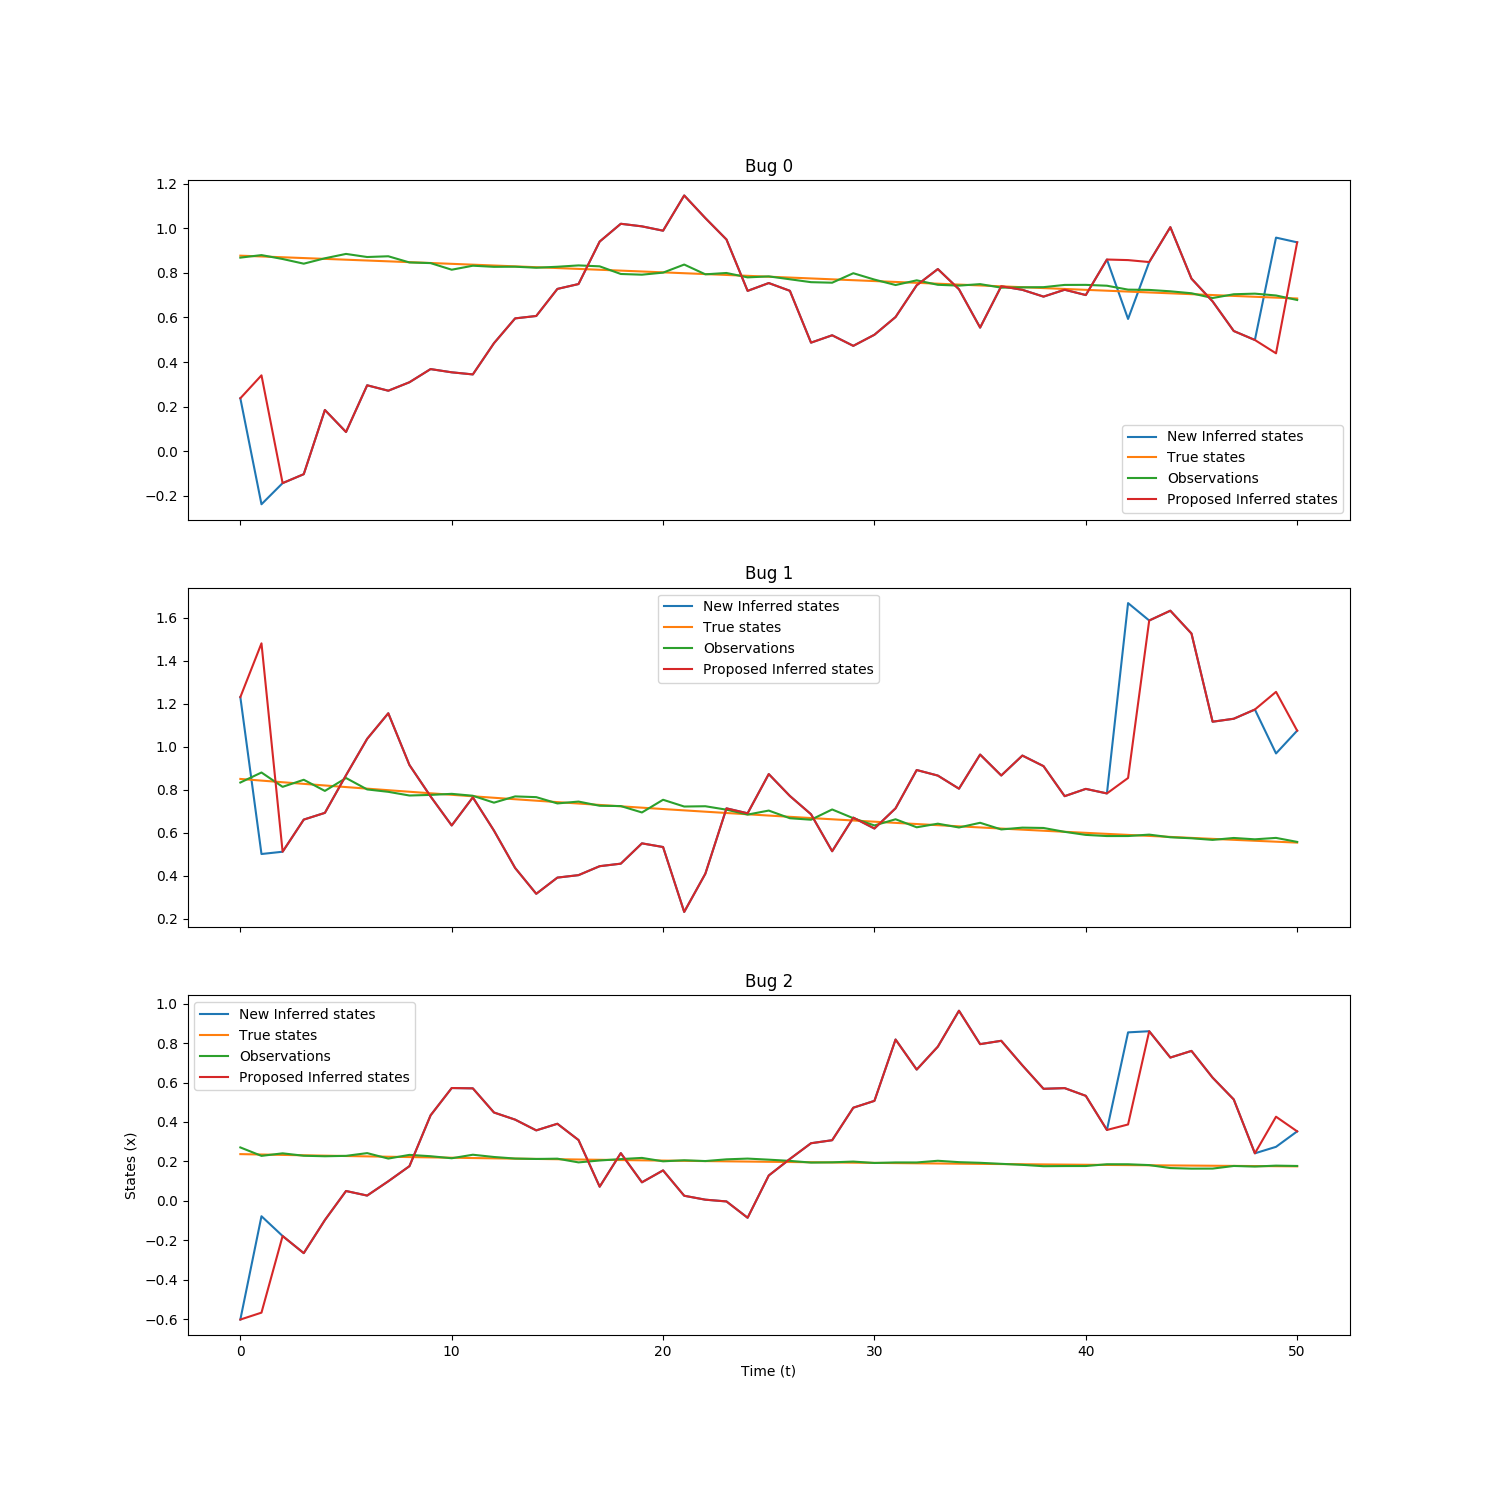 Bug 0
1.2
1.0
0.8
0.6
0.4
0.2
0.0
−0.2
New Inferred states
True states
Observations
Proposed Inferred states
Bug 1
1.6
1.4
1.2
1.0
0.8
0.6
0.4
0.2
New Inferred states
True states
Observations
Proposed Inferred states
Bug 2
States (x)
1.0
0.8
0.6
0.4
0.2
0.0
−0.2
−0.4
−0.6
New Inferred states
True states
Observations
Proposed Inferred states
0 10 20 30 40 50
Time (t)